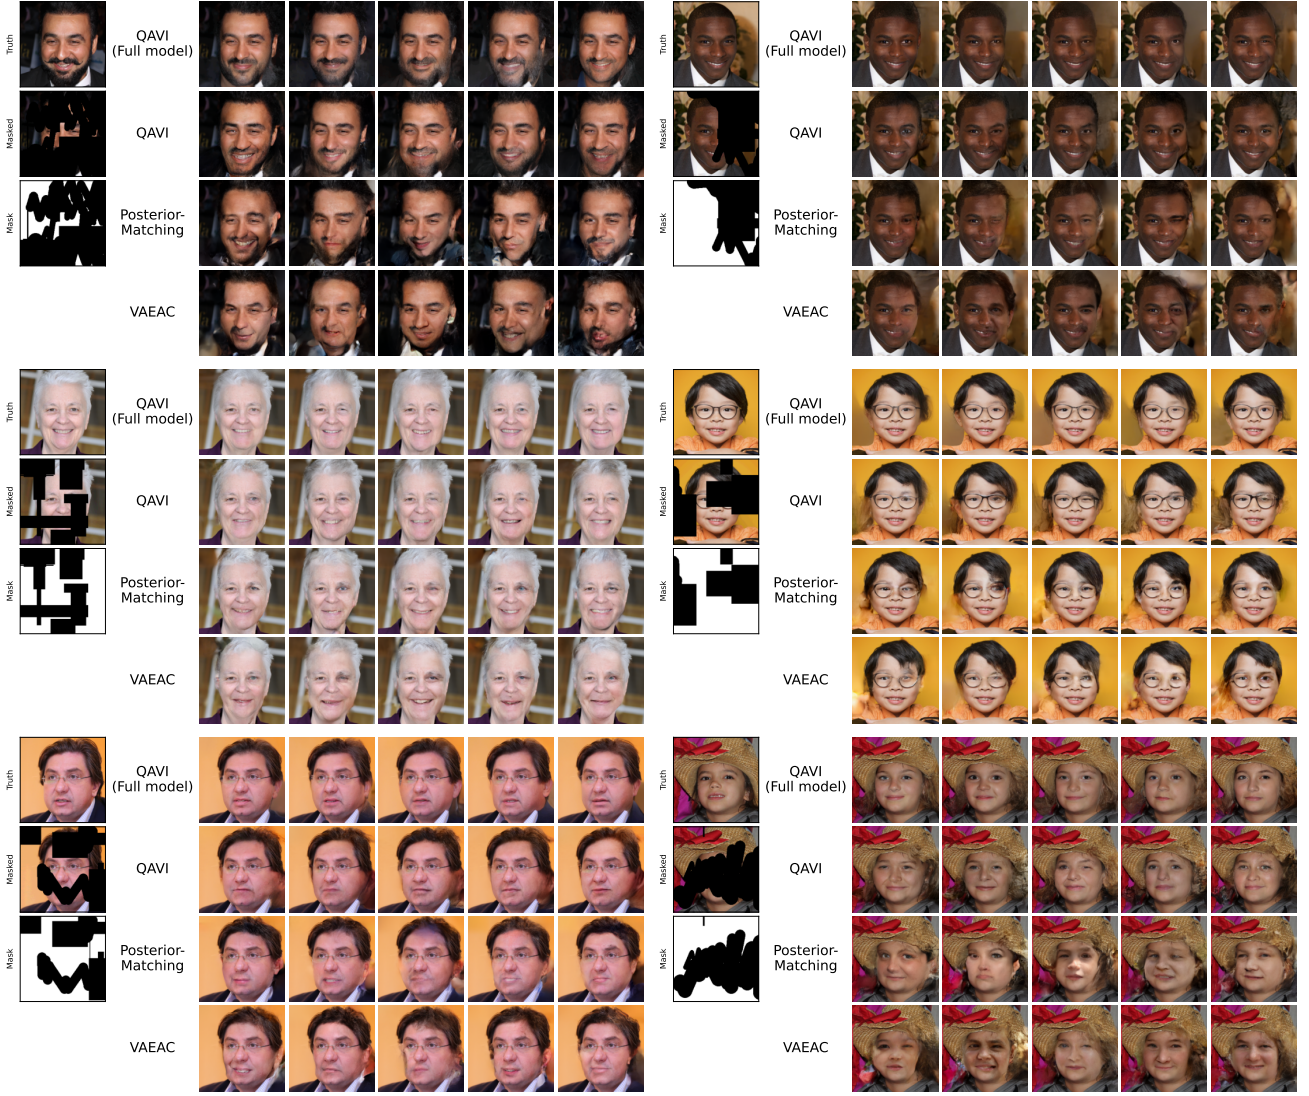 Truth
QAVI
(Full model)
Masked
QAVI
Mask
Posterior-
Matching
VAEAC
Truth
QAVI
(Full model)
Masked
QAVI
Mask
Posterior-
Matching
VAEAC
Truth
QAVI
(Full model)
Masked
QAVI
Mask
Posterior-
Matching
VAEAC
Truth
QAVI
(Full model)
Masked
QAVI
Mask
Posterior-
Matching
VAEAC
Truth
QAVI
(Full model)
Masked
QAVI
Mask
Posterior-
Matching
VAEAC
Truth
QAVI
(Full model)
Masked
QAVI
Mask
Posterior-
Matching
VAEAC